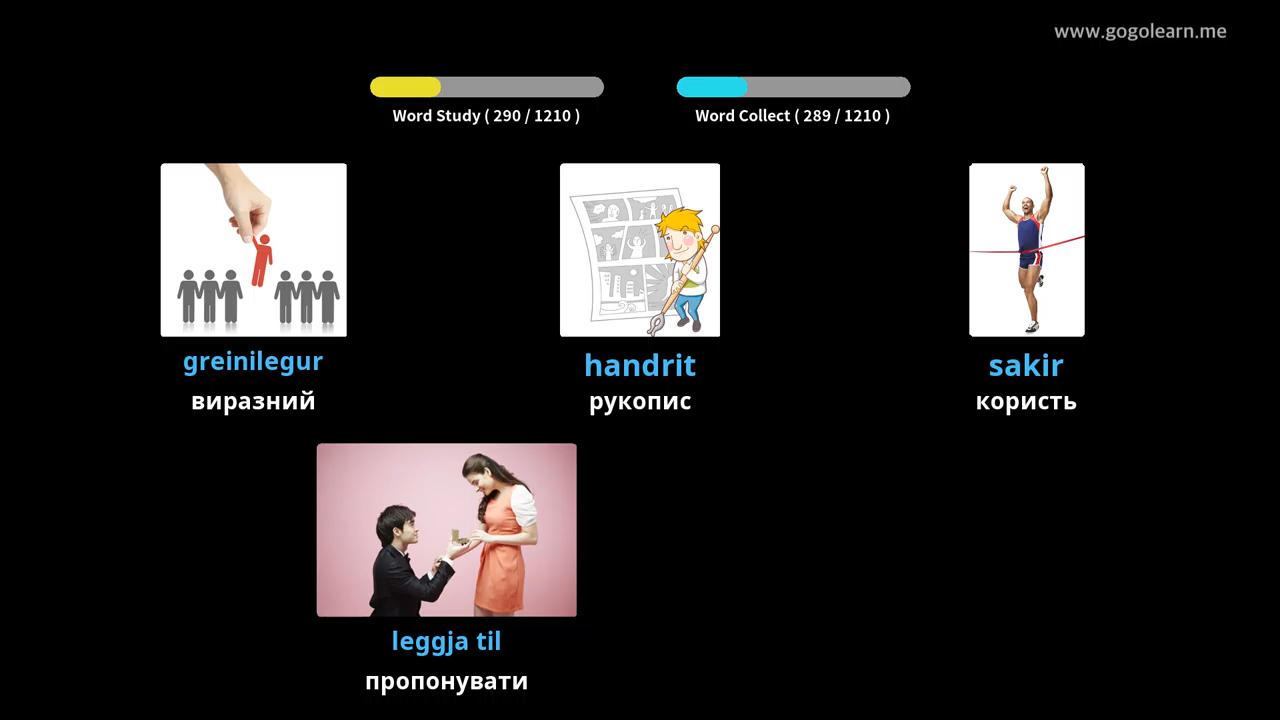 www.gogolearn.me
Word Study ( 290 / 1210 )
Word Collect ( 289 / 1210 )
greinilegur
виразний
handrit
рукопис
sakir
користь
leggja til
пропонувати